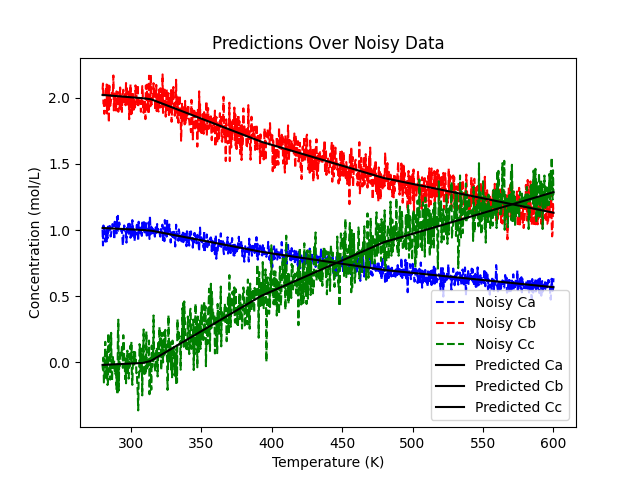 Predictions Over Noisy Data
Concentration (mol/L)
2.0
1.5
1.0
0.5
0.0
300
350
400
450
500
550
600
Temperature (K)
Noisy Ca
Noisy Cb
Noisy Cc
Predicted Ca
Predicted Cb
Predicted Cc